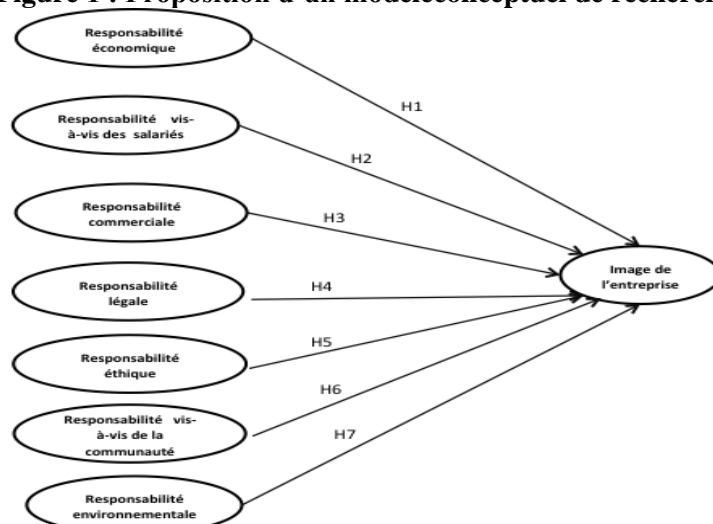 Figure 1 : Proposition d'un modèleconceptuel de recherc
Responsabilité
économique
H1
Responsabilité vis-
à-vis des salariés
H2
Responsabilité
commerciale
H3
Image de
l'entreprise
Responsabilité
légale
H4
Responsabilité
éthique
H5
Responsabilité vis-
à-vis de la
communauté
H6
H7
Responsabilité
environnementale